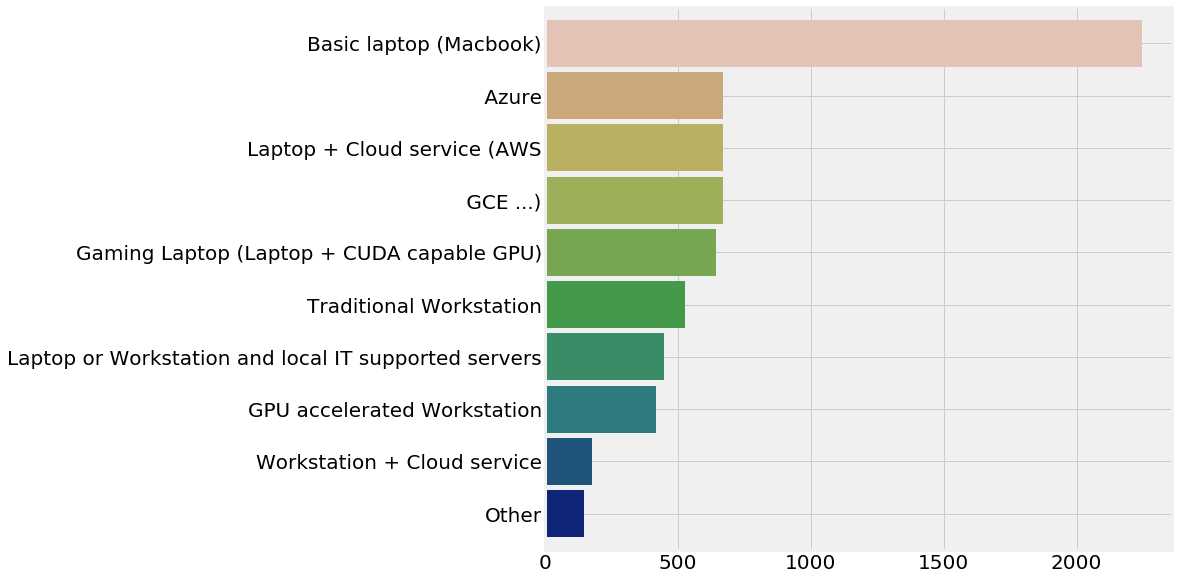 Basic laptop (Macbook)
Azure
Laptop + Cloud service (AWS
GCE ...)
Gaming Laptop (Laptop + CUDA capable GPU)
Traditional Workstation
Laptop or Workstation and local IT supported servers
GPU accelerated Workstation
Workstation + Cloud service
Other
0 500 1000 1500 2000